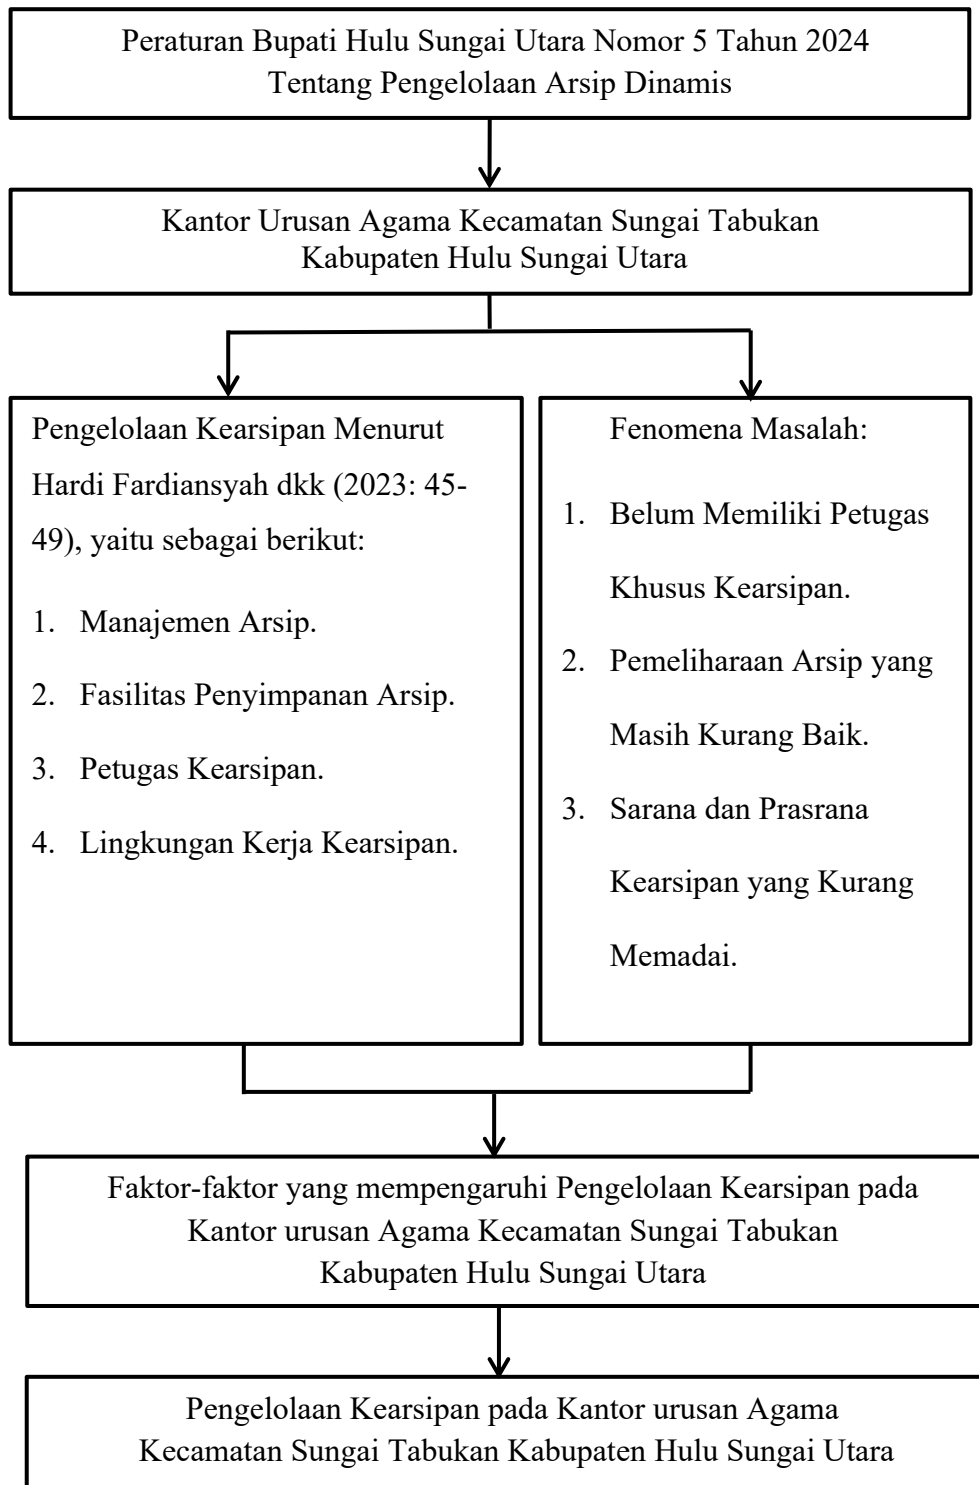 Peraturan Bupati Hulu Sungai Utara Nomor 5 Tahun 2024
Tentang Pengelolaan Arsip Dinamis
Kantor Urusan Agama Kecamatan Sungai Tabukan
Kabupaten Hulu Sungai Utara
Pengelolaan Kearsipan Menurut
Hardi Fardiansyah dkk (2023: 45-
49), yaitu sebagai berikut:
1. Manajemen Arsip.
2. Fasilitas Penyimpanan Arsip.
3. Petugas Kearsipan.
4. Lingkungan Kerja Kearsipan.
Fenomena Masalah:
1. Belum Memiliki Petugas
Khusus Kearsipan.
2. Pemeliharaan Arsip yang
Masih Kurang Baik.
3. Sarana dan Prasrana
Kearsipan yang Kurang
Memadai.
Faktor-faktor yang mempengaruhi Pengelolaan Kearsipan pada
Kantor urusan Agama Kecamatan Sungai Tabukan
Kabupaten Hulu Sungai Utara
Pengelolaan Kearsipan pada Kantor urusan Agama
Kecamatan Sungai Tabukan Kabupaten Hulu Sungai Utara